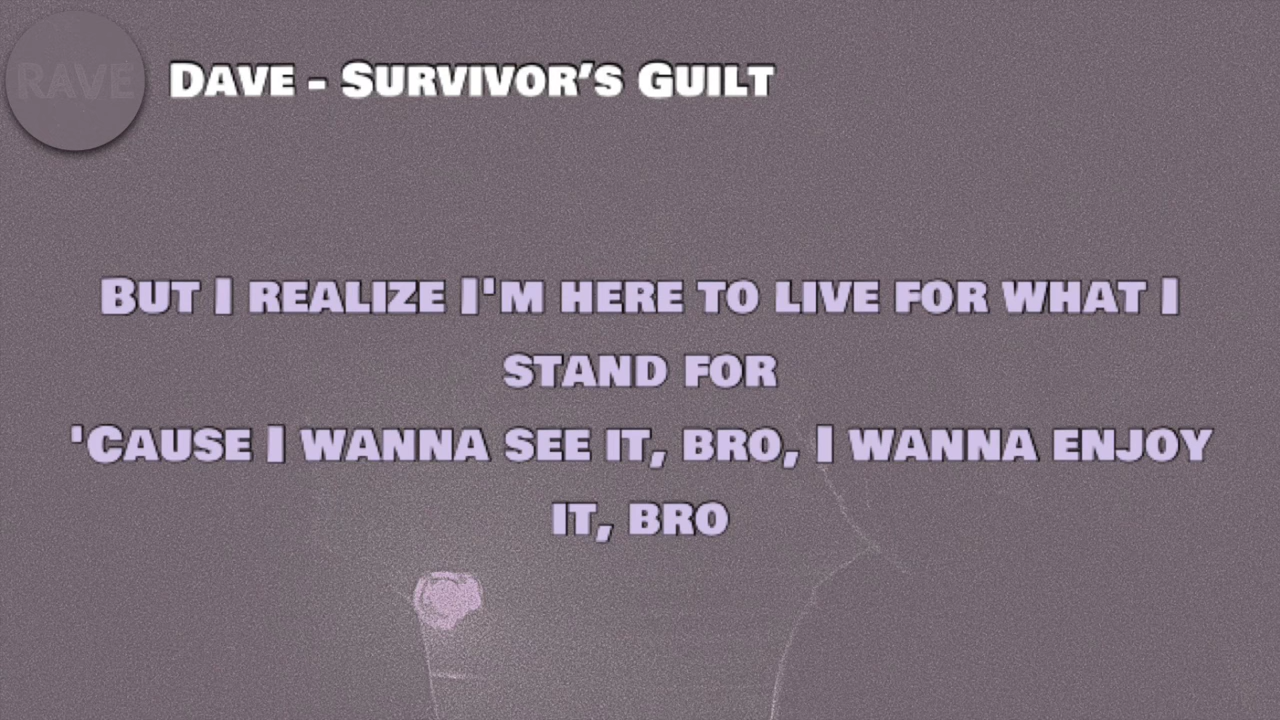 RAVE
Dave - Survivor's Guilt
But I realize I'm here to live for what I
stand for
'Cause I wanna see it, bro, I wanna enjoy
it, bro